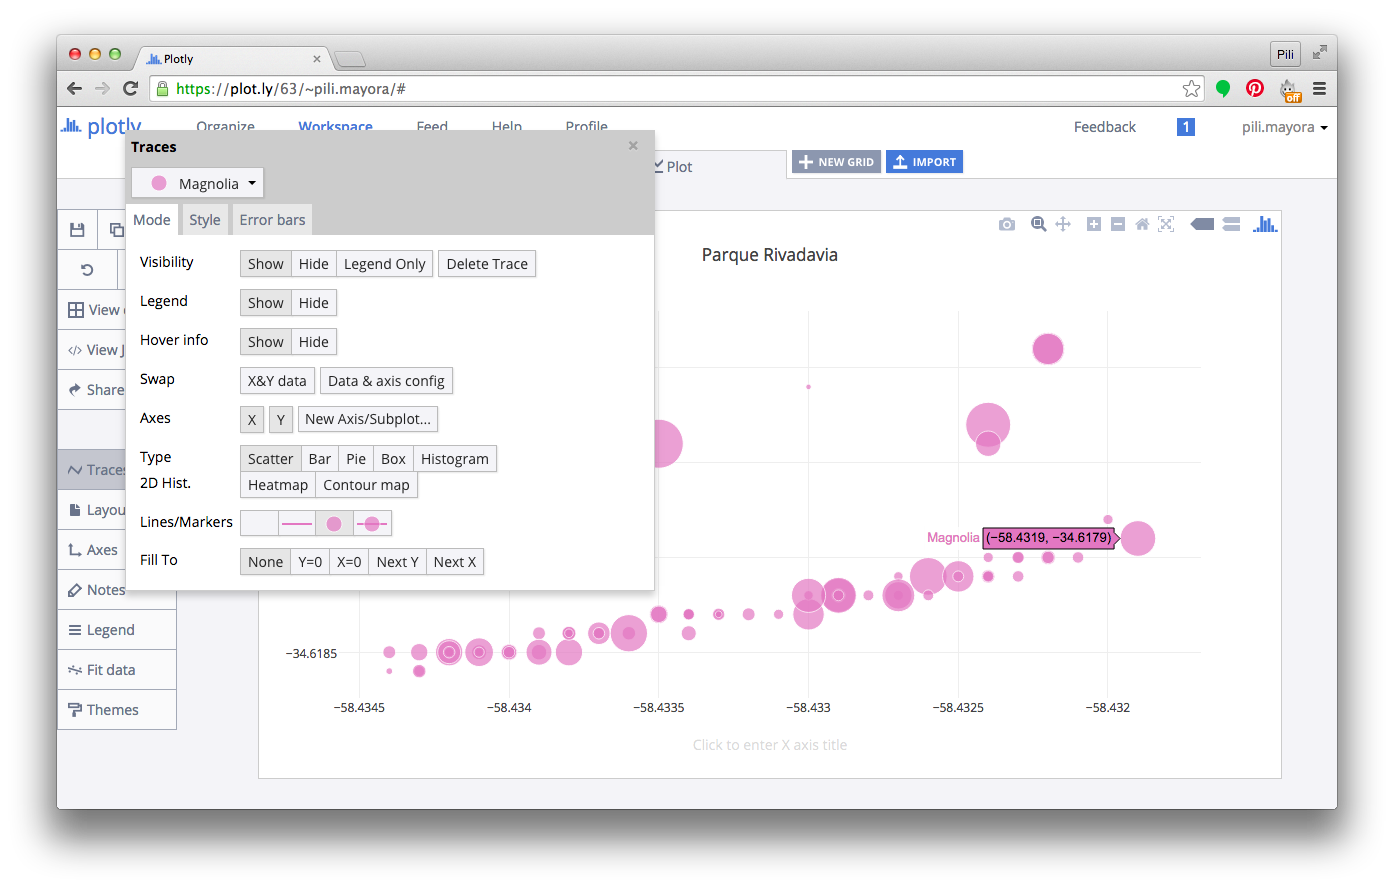 Plotly
Pili
https://plot.ly/63/~pili.mayora/#
off
plotly
Organize
Workspace
Feed
Help
Profile
Feedback
1
pili.mayora
Traces
Magnolia
Plot
NEW GRID
IMPORT
Mode
Style
Error bars
Visibility
Show
Hide
Legend Only
Delete Trace
Legend
Show
Hide
Hover info
Show
Hide
Swap
X&Y data
Data & axis config
Axes
X
Y
New Axis/Subplot...
Type
Scatter
Bar
Pie
Box
Histogram
2D Hist.
Heatmap
Contour map
Lines/Markers
Fill To
None
Y=0
X=0
Next Y
Next X
View
View J
Share
Traces
Layou
Axes
Notes
Legend
Fit data
Themes
Parque Rivadavia
Magnolia
(−58.4319, −34.6179)
−34.6185
−58.4345
−58.434
−58.4335
−58.433
−58.4325
−58.432
Click to enter X axis title